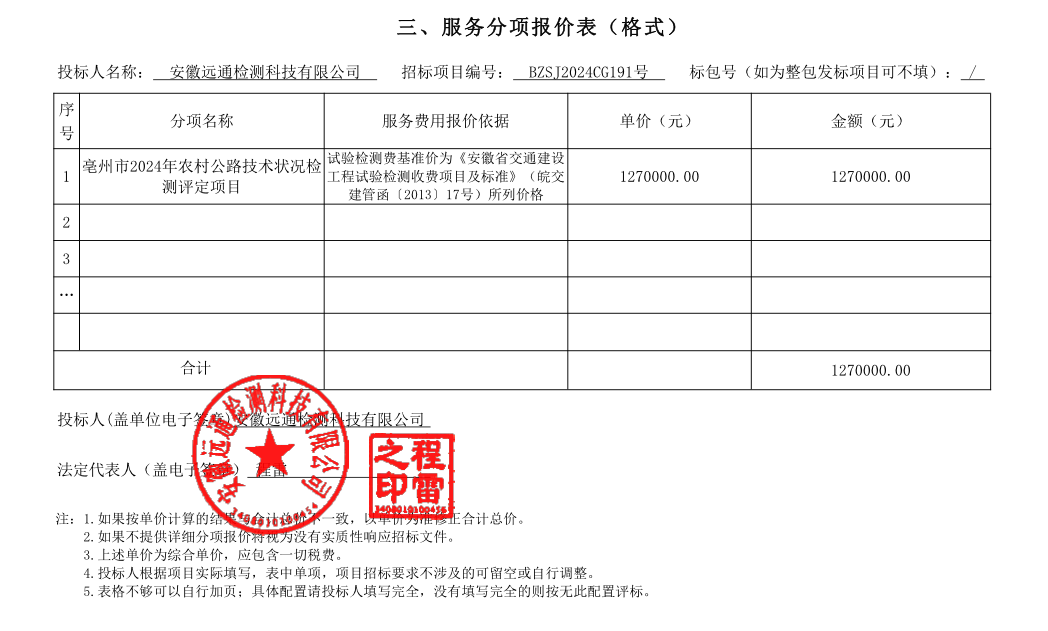 三、服务分项报价表（格式）
投标人名称： 安徽远通检测科技有限公司 招标项目编号： BZSJ2024CG191号 标包号（如为整包发标项目可不填）： /
序号 分项名称 服务费用报价依据 单价（元） 金额（元）
1 亳州市2024年农村公路技术状况检测评定项目 试验检测费基准价为《安徽省交通建设工程试验检测收费项目及标准》（皖交建管函〔2013〕17号）所列价格 1270000.00 1270000.00
2
3
…
合计 1270000.00
投标人(盖单位电子签章)安徽远通检测科技有限公司
法定代表人（盖电子签章） 程雷
安徽远通检测科技有限公司
程雷之印
注：1.如果按单价计算的结果与合计总价不一致，以单价为准修正合计总价。
2.如果不提供详细分项报价将视为没有实质性响应招标文件。
3.上述单价为综合单价，应包含一切税费。
4.投标人根据项目实际填写，表中单项，项目招标要求不涉及的可留空或自行调整。
5.表格不够可以自行加页；具体配置请投标人填写完全，没有填写完全的则按无此配置评标。